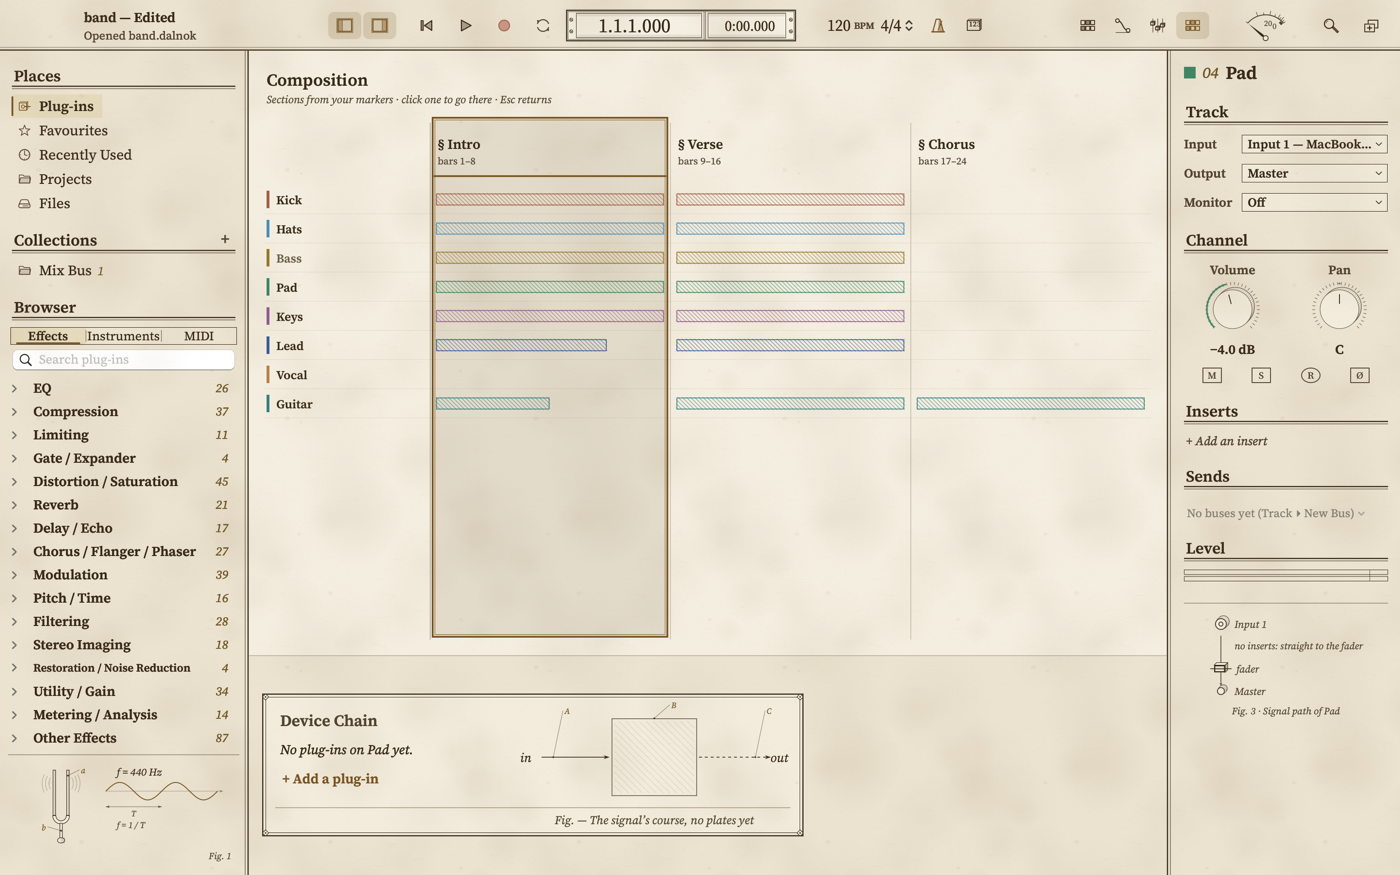 band — Edited
Opened band.dalnok
1.1.1.000
0:00.000
120 BPM 4/4
123
20
Places
Plug-ins
Favourites
Recently Used
Projects
Files
Collections +
Mix Bus 1
Browser
Effects Instruments MIDI
Search plug-ins
EQ 26
Compression 37
Limiting 11
Gate / Expander 4
Distortion / Saturation 45
Reverb 21
Delay / Echo 17
Chorus / Flanger / Phaser 27
Modulation 39
Pitch / Time 16
Filtering 28
Stereo Imaging 18
Restoration / Noise Reduction 4
Utility / Gain 34
Metering / Analysis 14
Other Effects 87
a
f = 440 Hz
T
b
f = 1 / T
Fig. 1
Composition
Sections from your markers · click one to go there · Esc returns
§ Intro
bars 1–8
§ Verse
bars 9–16
§ Chorus
bars 17–24
Kick
Hats
Bass
Pad
Keys
Lead
Vocal
Guitar
Device Chain
No plug-ins on Pad yet.
+ Add a plug-in
A
B
C
in
out
Fig. — The signal's course, no plates yet
04 Pad
Track
Input Input 1 — MacBook...
Output Master
Monitor Off
Channel
Volume Pan
−4.0 dB C
M S R Ø
Inserts
+ Add an insert
Sends
No buses yet (Track ▸ New Bus)
Level
Input 1
no inserts: straight to the fader
fader
Master
Fig. 3 · Signal path of Pad